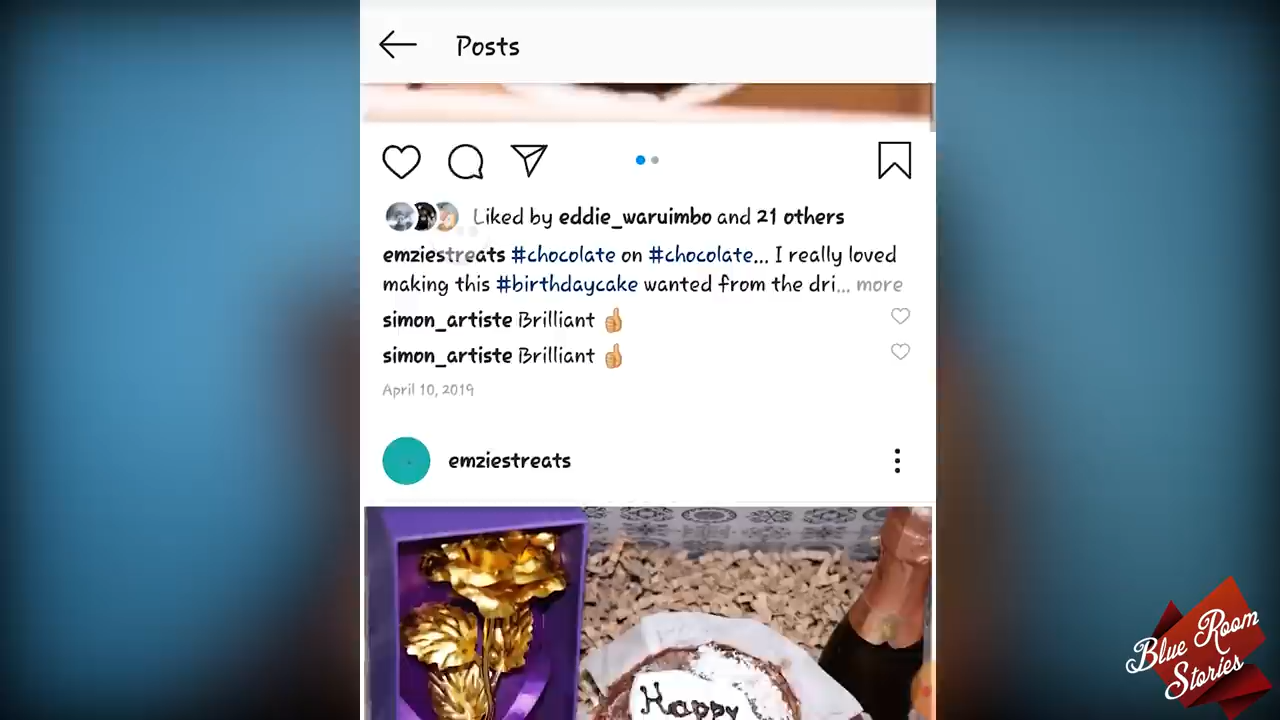 Posts
Liked by eddie_waruimbo and 21 others
emziestreats #chocolate on #chocolate... I really loved
making this #birthdaycake wanted from the dri... more
simon_artiste Brilliant 👍
simon_artiste Brilliant 👍
April 10, 2019
emziestreats
Happy
Blue Room
Stories